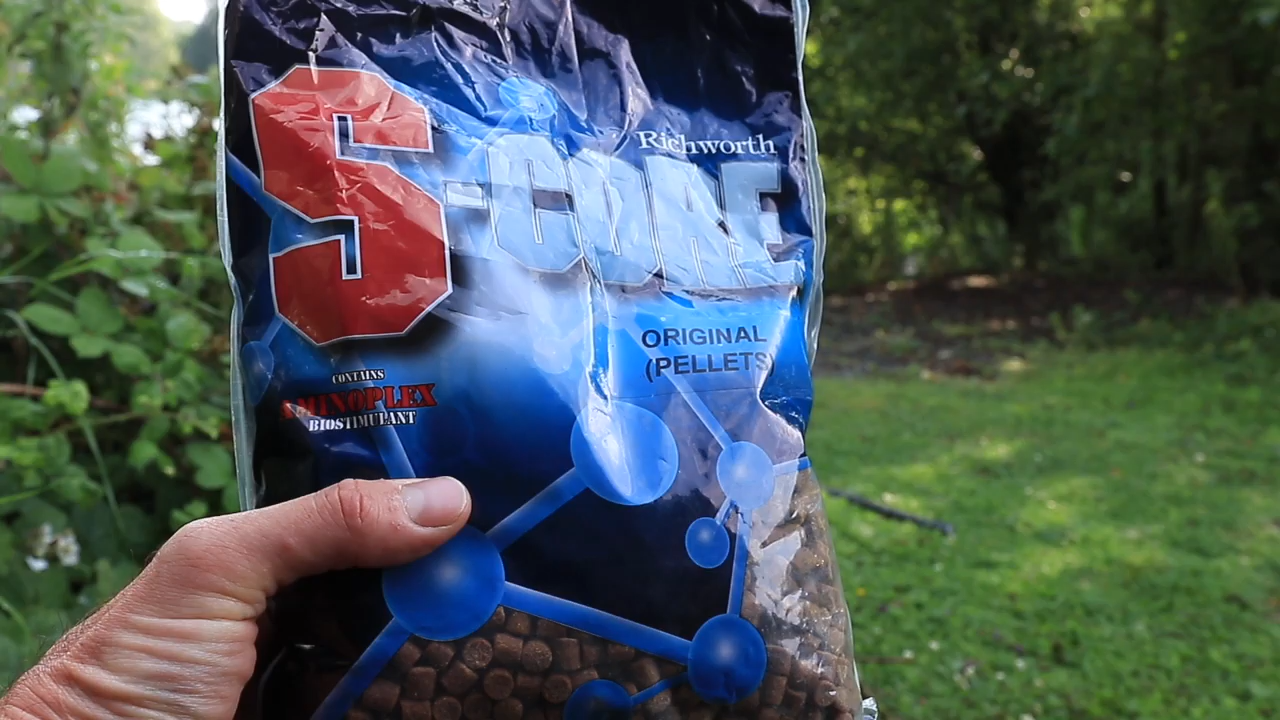 Richworth
S-CORE
ORIGINAL
(PELLETS)
CONTAINS
AMINOPLEX
BIOSTIMULANT